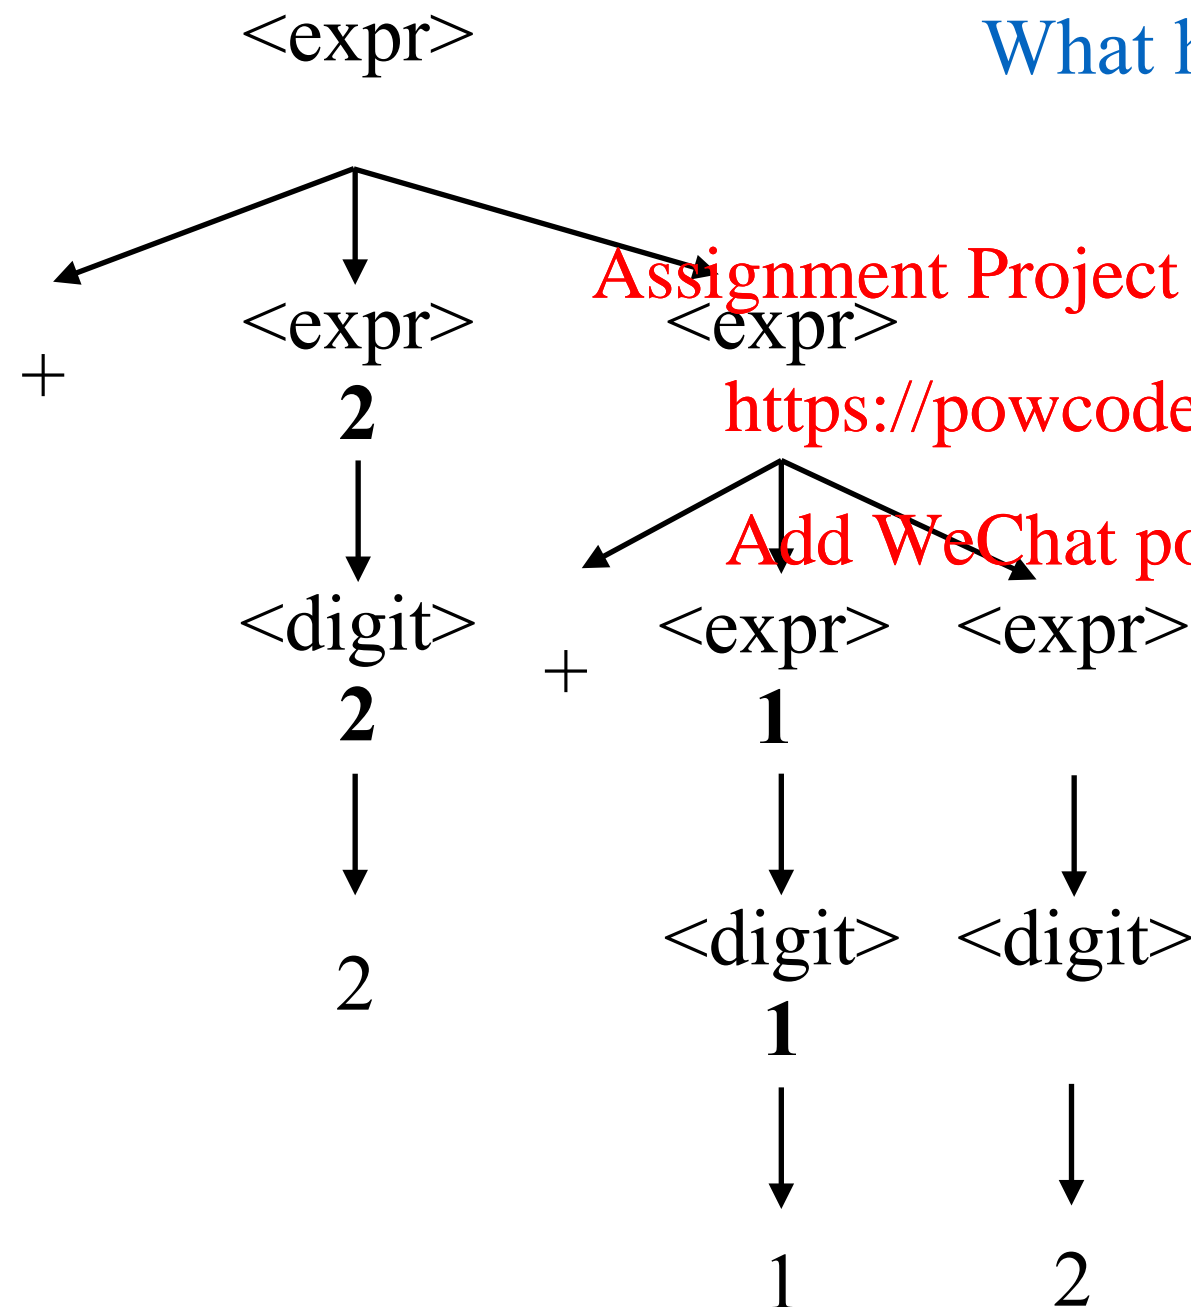 <expr>
What
Assignment Project
<expr> <expr>
+
2
https://powcode
Add WeChat po
<digit> <expr> <expr>
+
2 1
<digit> <digit>
2
1
1 2